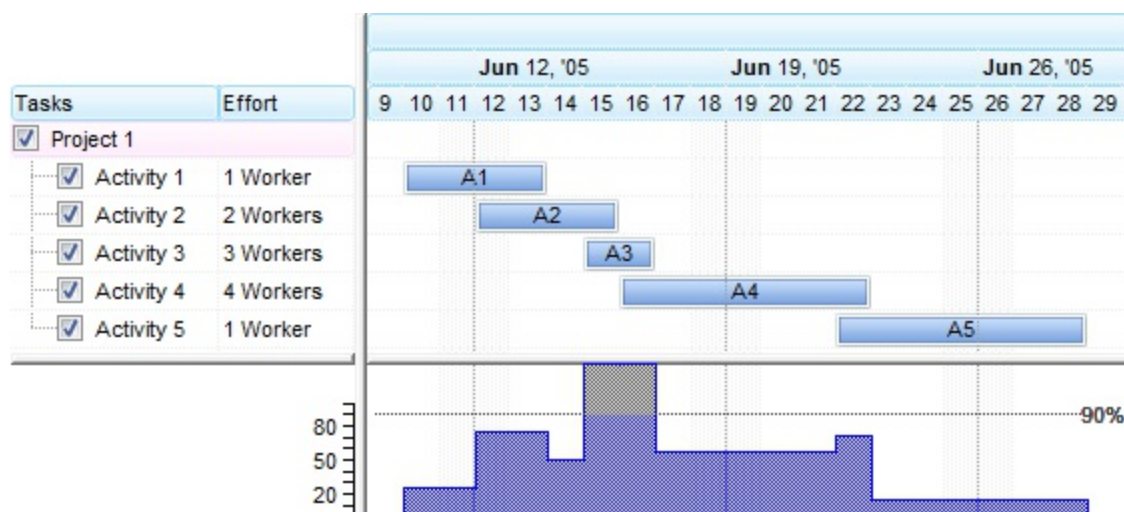 Jun 12, '05 Jun 19, '05 Jun 26, '05
Tasks Effort 9 10 11 12 13 14 15 16 17 18 19 20 21 22 23 24 25 26 27 28 29
Project 1
Activity 1 1 Worker A1
Activity 2 2 Workers A2
Activity 3 3 Workers A3
Activity 4 4 Workers A4
Activity 5 1 Worker A5
90%
80
50
20